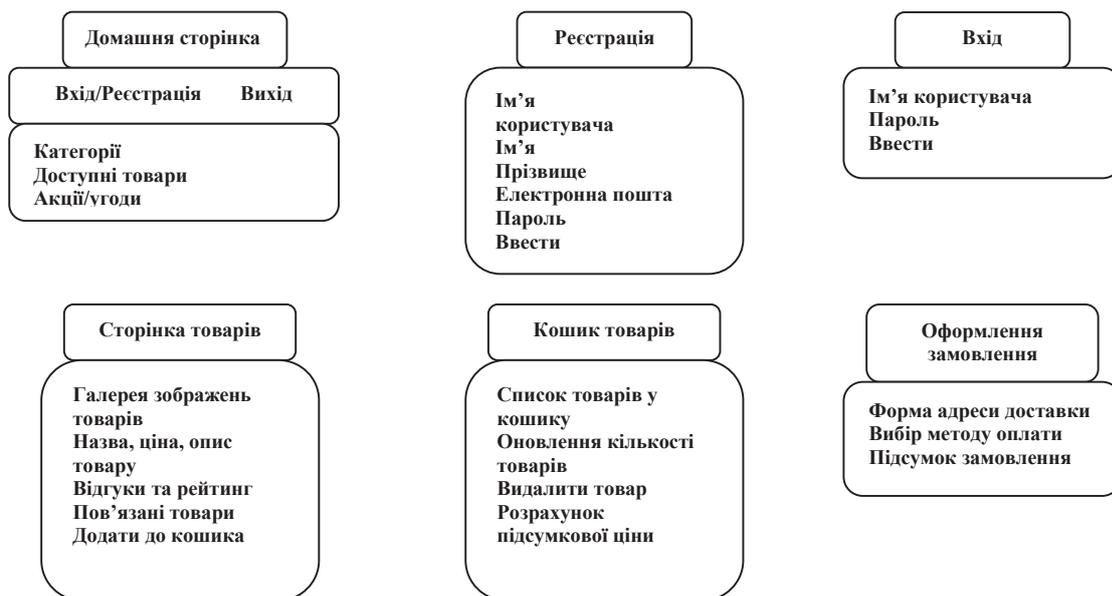 Домашня сторінка
Вхід/Реєстрація Вихід
Категорії
Доступні товари
Акції/угоди
Реєстрація
Ім’я
користувача
Ім’я
Прізвище
Електронна пошта
Пароль
Ввести
Вхід
Ім’я користувача
Пароль
Ввести
Сторінка товарів
Галерея зображень
товарів
Назва, ціна, опис
товару
Відгуки та рейтинг
Пов’язані товари
Додати до кошика
Кошик товарів
Список товарів у
кошику
Оновлення кількості
товарів
Видалити товар
Розрахунок
підсумкової ціни
Оформлення
замовлення
Форма адреси доставки
Вибір методу оплати
Підсумок замовлення